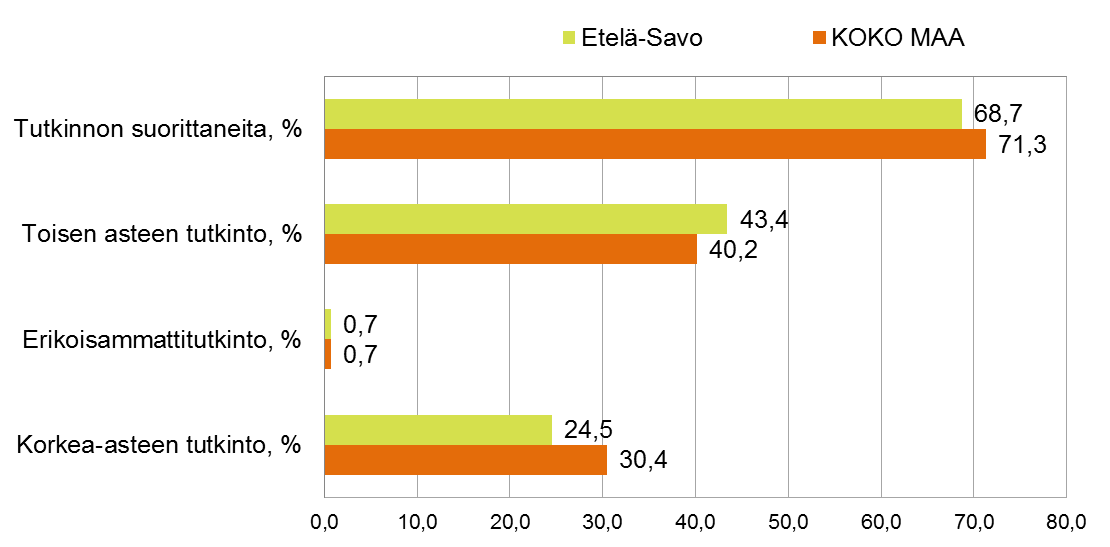 Etelä-Savo KOKO MAA
Tutkinnon suorittaneita, %
68,7
71,3
Toisen asteen tutkinto, %
43,4
40,2
Erikoisammattitutkinto, %
0,7
0,7
Korkea-asteen tutkinto, %
24,5
30,4
0,0 10,0 20,0 30,0 40,0 50,0 60,0 70,0 80,0